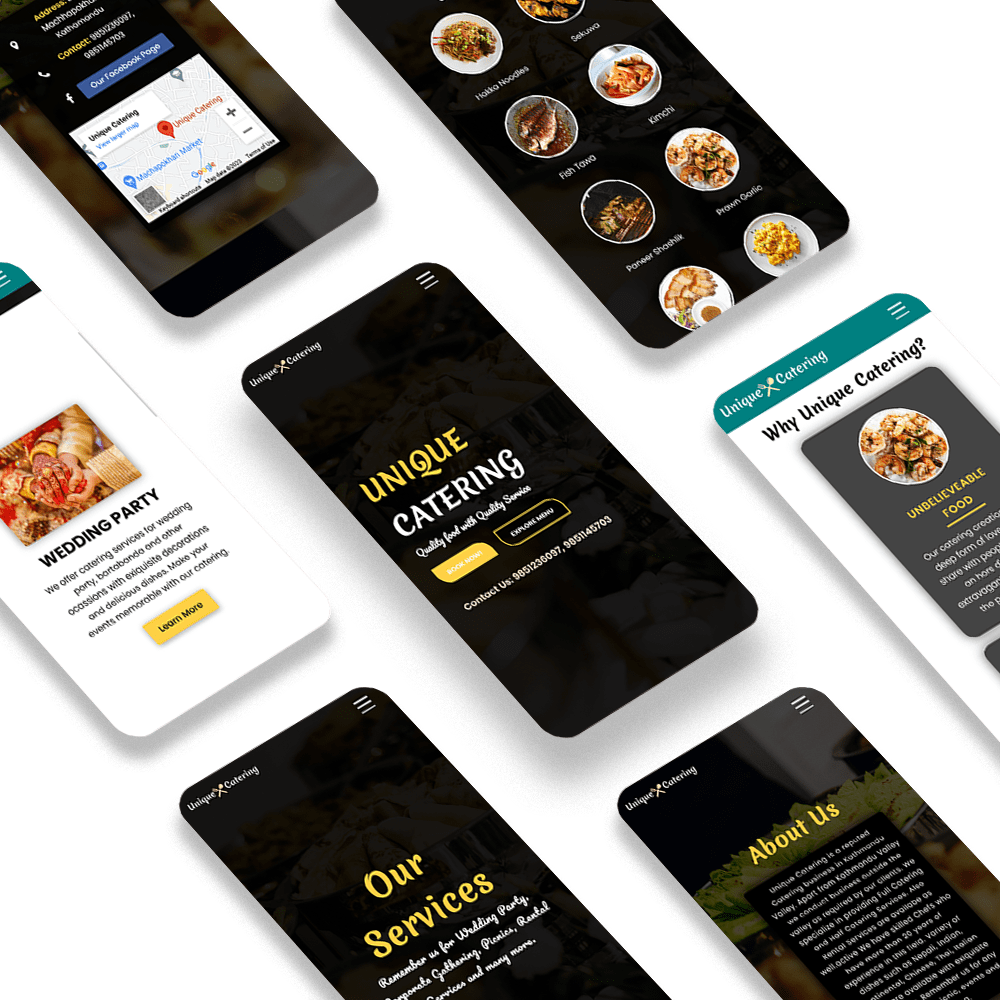 Address:
Machhapokhari
Kathamandu
Contact: 9851236097,
9851145703
Our Facebook Page
Unique Catering
View larger map
Unique Catering
Machapokhari Market
Google
Keyboard shortcuts Map data ©2023 Terms of Use
Sekuwa
Hakka Noodles
Kimchi
Fish Tawa
Prawn Garlic
Paneer Shashlik
WEDDING PARTY
We offer catering services for wedding
party, bartabanda and other
ocassions with exquisite decorations
and delicious dishes. Make your
events memorable with our catering.
Learn More
Unique Catering
UNIQUE
CATERING
Quality food with Quality Service
BOOK NOW!
EXPLORE MENU
Contact Us: 9851236097, 9851145703
Unique Catering
Why Unique Catering?
UNBELIEVEABLE
FOOD
Our catering creation
deep form of love
share with people
an hors d
extravagan
the p
Unique Catering
Our
Services
Remember us for Wedding Party,
Corporate Gathering, Picnics, Rental
Services and many more.
Unique Catering
About Us
Unique Catering is a reputed
Catering business in Kathmandu
Valley. Apart from Kathmandu Valley
we conduct business outside the
valley as required by our clients. We
specialize in providing Full Catering
and Half Catering Services. Also
Rental Services are available as
well.active We have skilled Chefs who
have more than 20 years of
experience in this field. Variety of
dishes such as Nepali, Indian,
Continental, Chinese, Thai, Italian
are available with exquisite
Remember us for any
picnic, events and